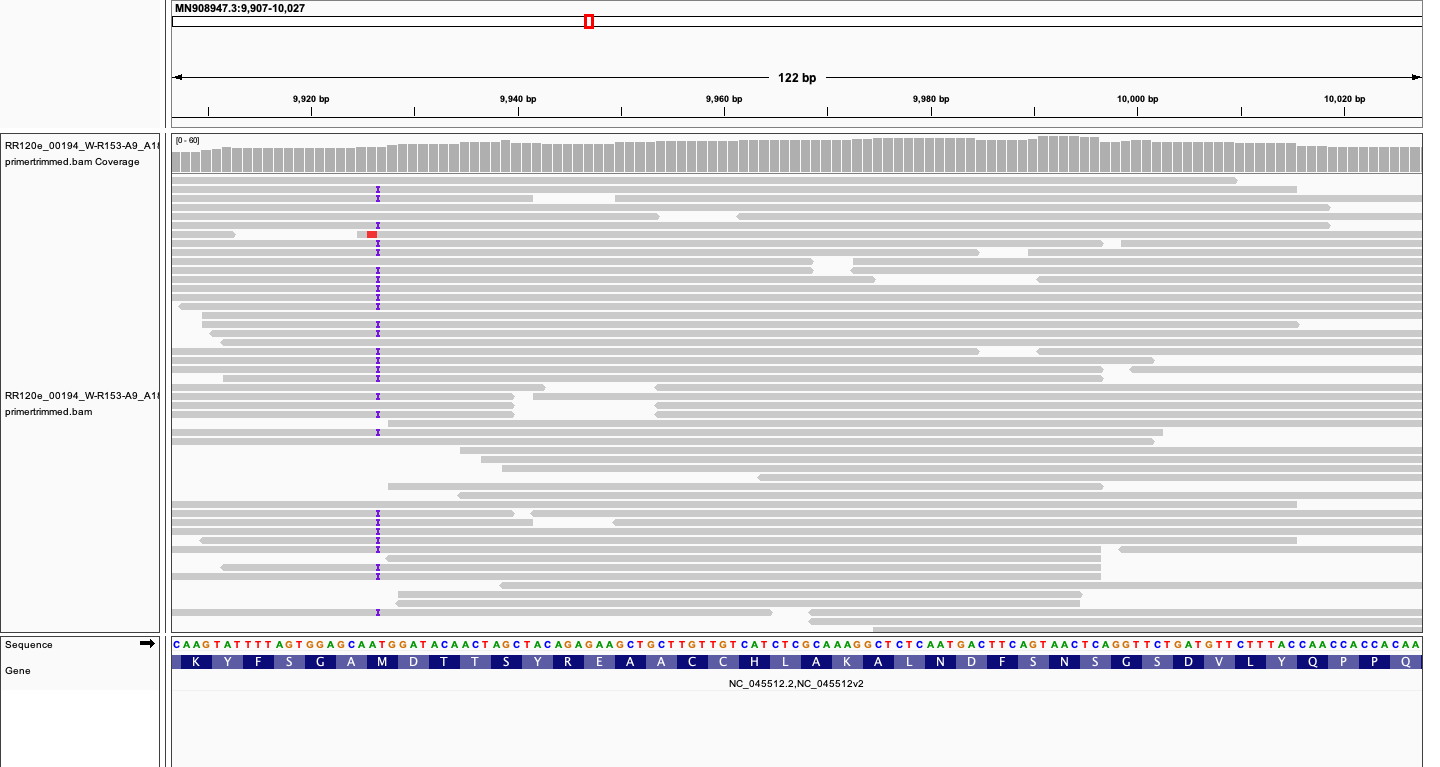 MN908947.3:9,907-10,027
122 bp
9,920 bp 9,940 bp 9,960 bp 9,980 bp 10,000 bp 10,020 bp
[0 - 60]
RR120e_00194_W-R153-A9_A1
primertrimmed.bam Coverage
RR120e_00194_W-R153-A9_A1
primertrimmed.bam
Sequence
CAAGTATTTTAGTGGAGCAATGGATACAACTAGCTACAGAGAAGCTGCTTGTTGTCATCTCGCAAAGGCTCTCAATGACTTCAGTAACTCAGGTTCTGATGTTCTTTACCAACCACCACAA
Gene
K Y F S G A M D T T S Y R E A A C C H L A K A L N D F S N S G S D V L Y Q P P Q
NC_045512.2,NC_045512v2